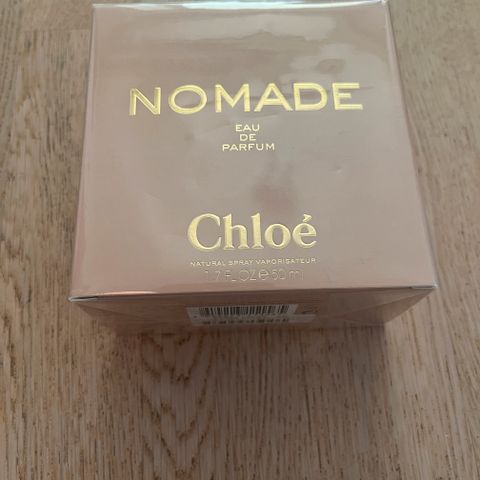 NOMADE
EAU
DE
PARFUM
Chloé
NATURAL SPRAY VAPORISATEUR
1.7 FL.OZ e 50 ml